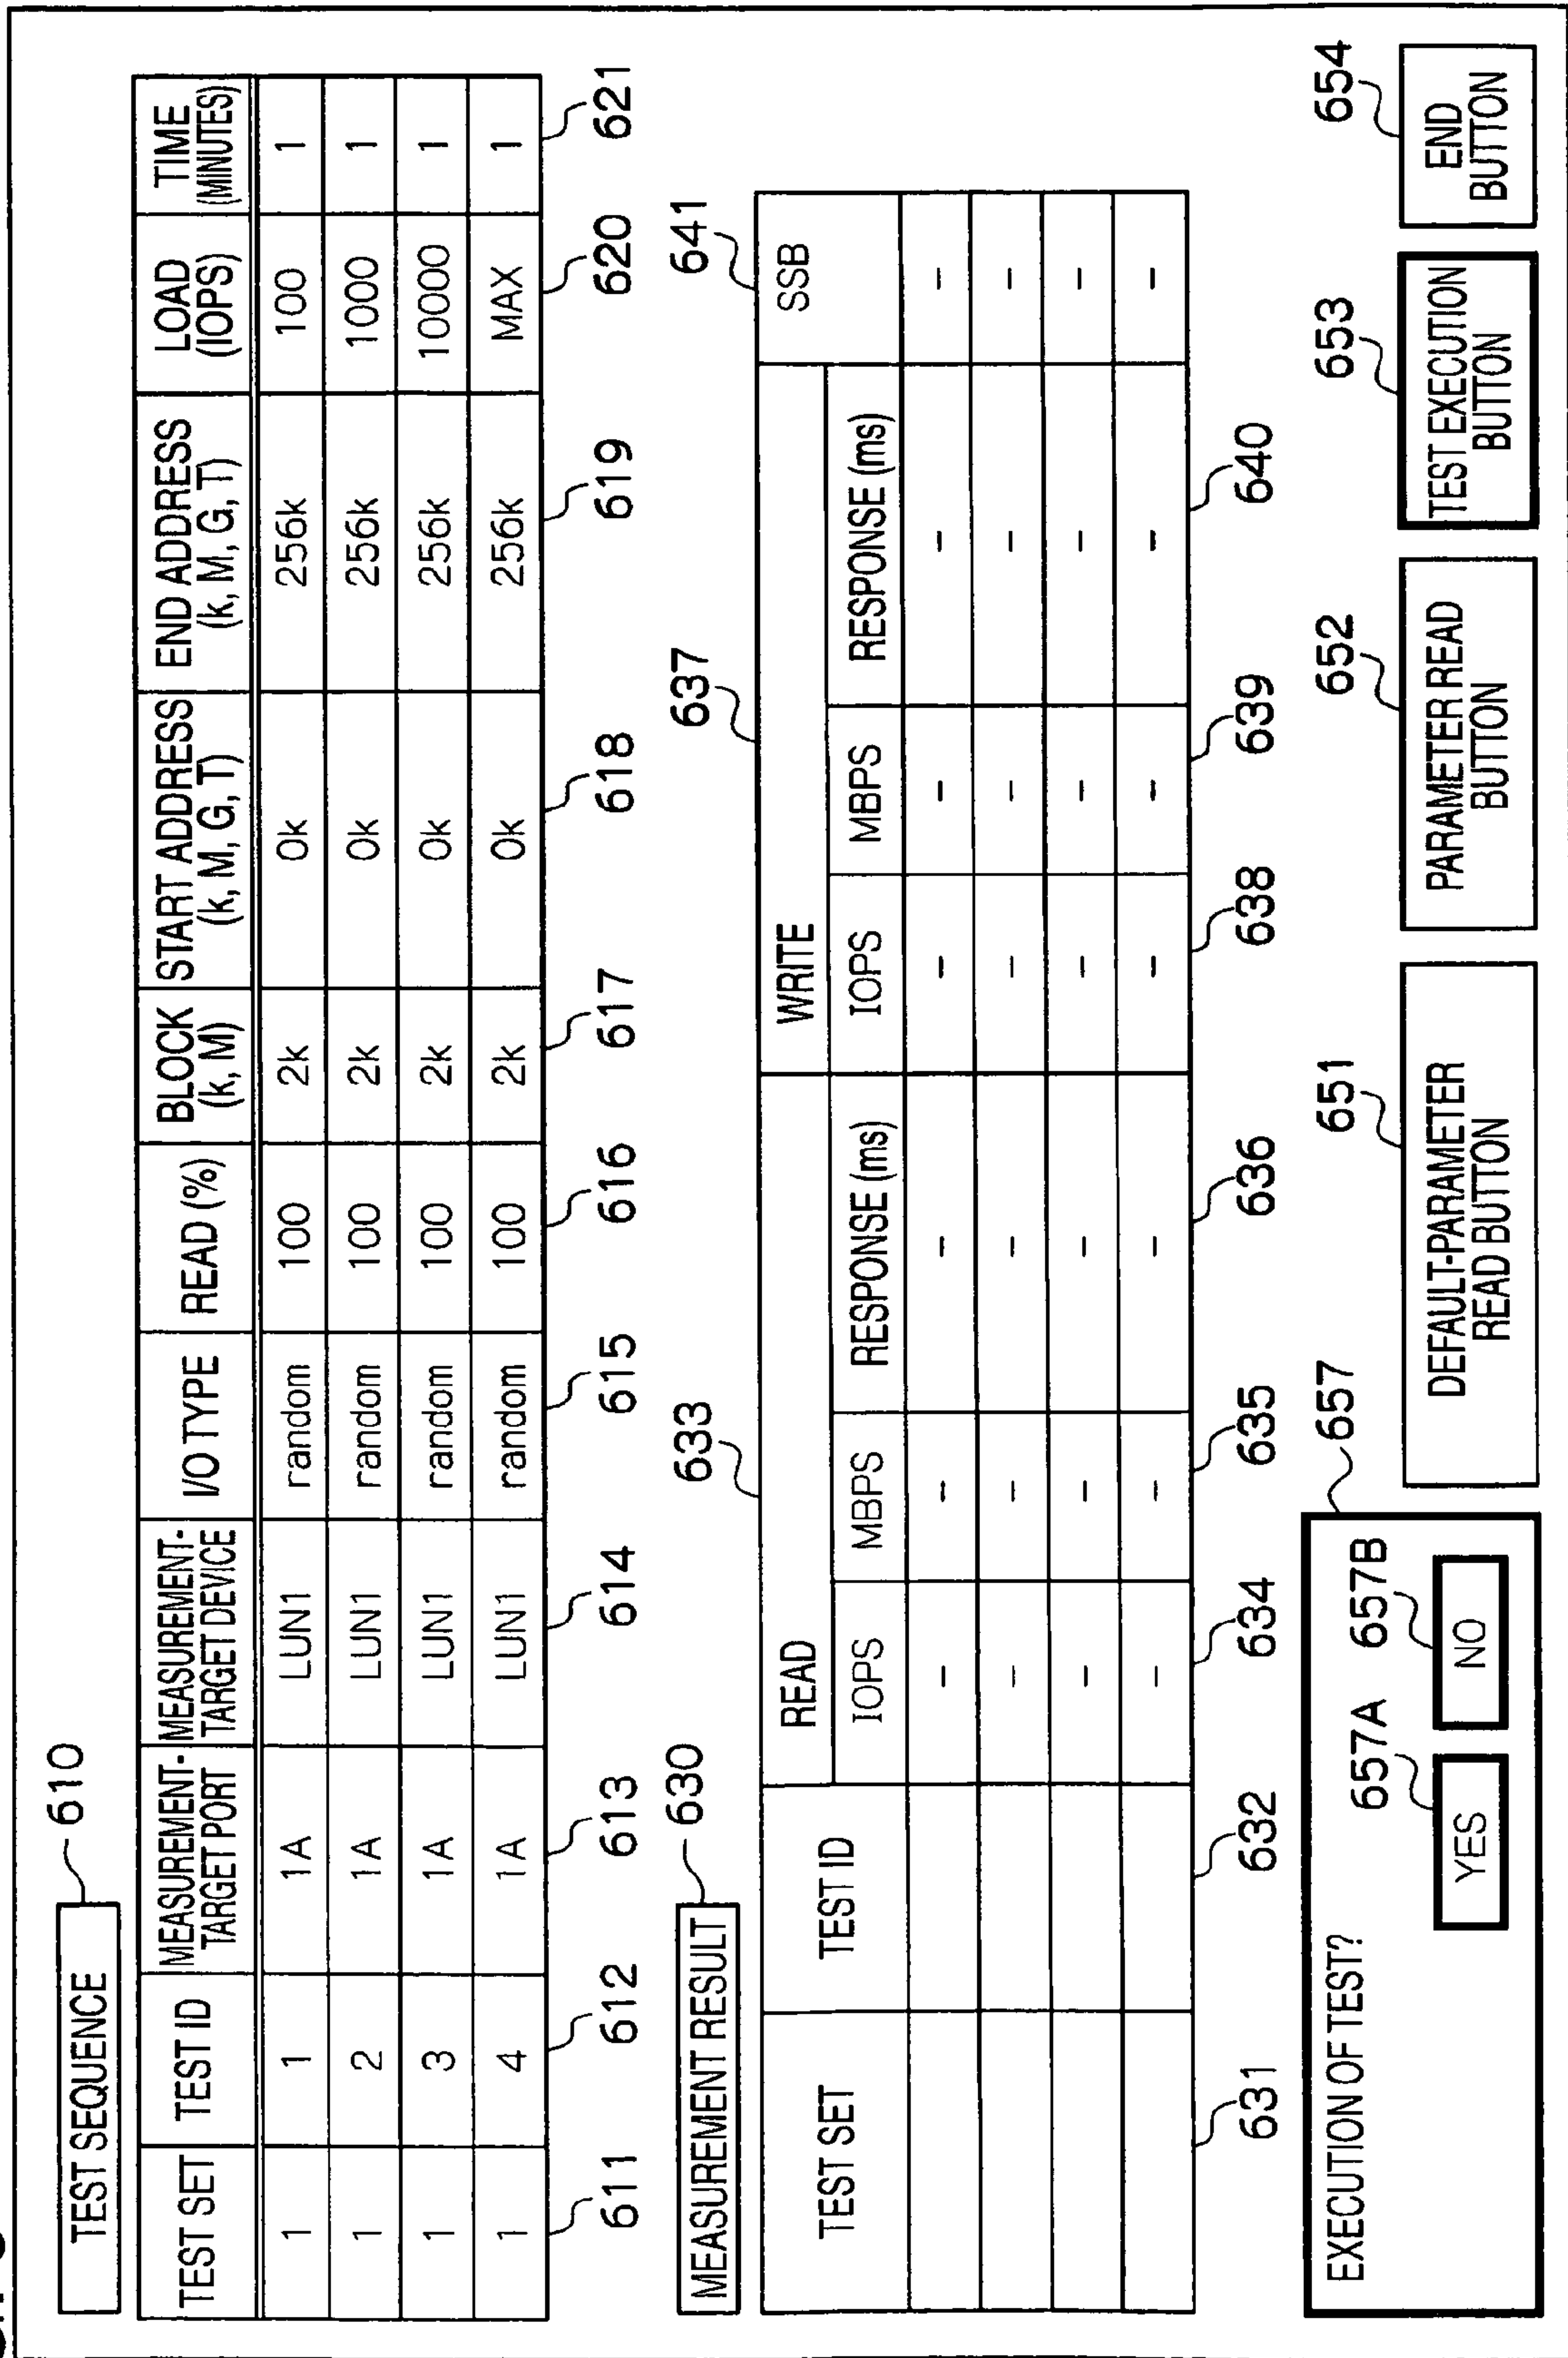 TEST SEQUENCE 610
TEST SET TEST ID MEASUREMENT-TARGET PORT MEASUREMENT-TARGET DEVICE I/O TYPE READ (%) BLOCK (k, M) START ADDRESS (k, M, G, T) END ADDRESS (k, M, G, T) LOAD (IOPS) TIME (MINUTES)
1 1 1A LUN1 random 100 2k 0k 256k 100 1
1 2 1A LUN1 random 100 2k 0k 256k 1000 1
1 3 1A LUN1 random 100 2k 0k 256k 10000 1
1 4 1A LUN1 random 100 2k 0k 256k MAX 1
611 612 613 614 615 616 617 618 619 620 621
MEASUREMENT RESULT 630 633 637 641
TEST SET TEST ID READ WRITE SSB
IOPS MBPS RESPONSE (ms) IOPS MBPS RESPONSE (ms)
- - - - - - -
- - - - - - -
- - - - - - -
- - - - - - -
631 632 634 635 636 638 639 640
657 651 652 653 654
EXECUTION OF TEST?
657A 657B
YES NO
DEFAULT-PARAMETER
READ BUTTON
PARAMETER READ
BUTTON
TEST EXECUTION
BUTTON
END
BUTTON